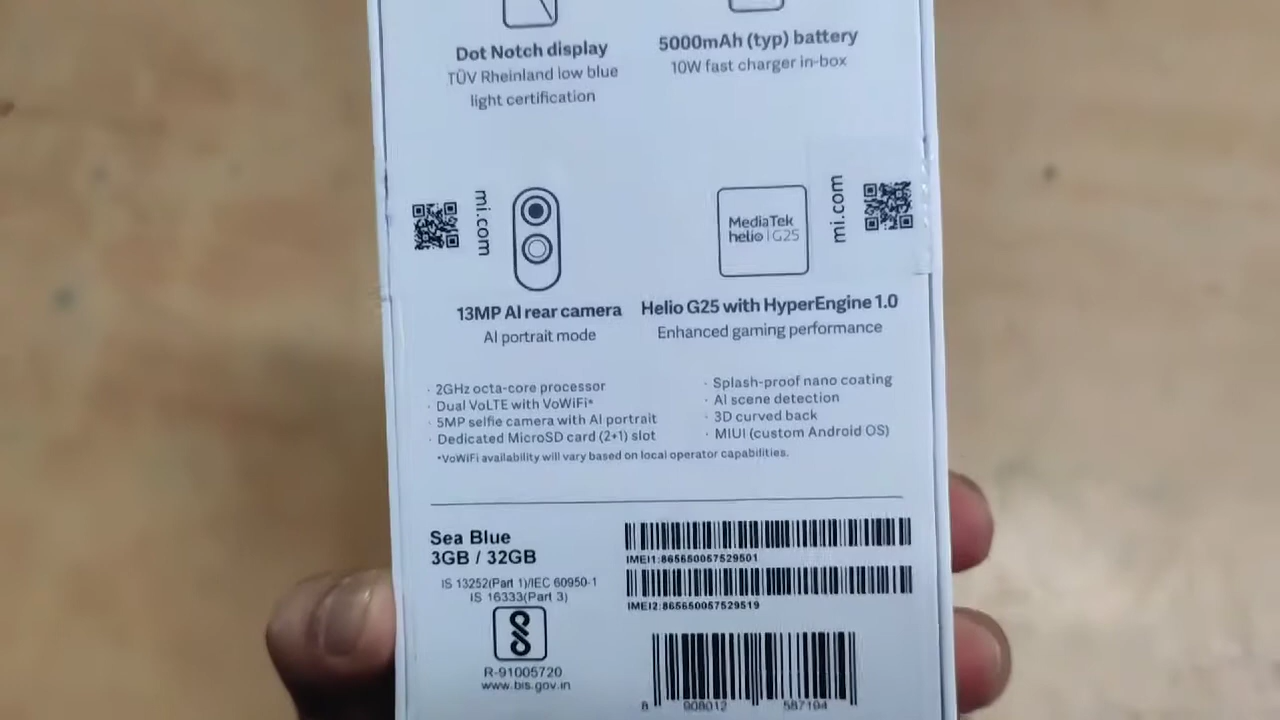 Dot Notch display
TÜV Rheinland low blue
light certification
5000mAh (typ) battery
10W fast charger in-box
mi.com
MediaTek
helio | G25
mi.com
13MP AI rear camera
AI portrait mode
Helio G25 with HyperEngine 1.0
Enhanced gaming performance
· 2GHz octa-core processor
· Dual VoLTE with VoWiFi*
· 5MP selfie camera with AI portrait
· Dedicated MicroSD card (2+1) slot
· Splash-proof nano coating
· AI scene detection
· 3D curved back
· MIUI (custom Android OS)
*VoWiFi availability will vary based on local operator capabilities.
Sea Blue
3GB / 32GB
IS 13252(Part 1)/IEC 60950-1
IS 16333(Part 3)
R-91005720
www.bis.gov.in
IMEI1:865650057529501
IMEI2:865650057529519
8 908012 587194